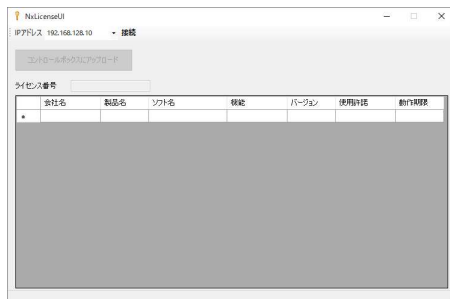 NxLicenseUI
IPアドレス 192.168.128.10 接続
コントロールボックスにアップロード
ライセンス番号
会社名 製品名 ソフト名 機能 バージョン 使用許諾 動作期限